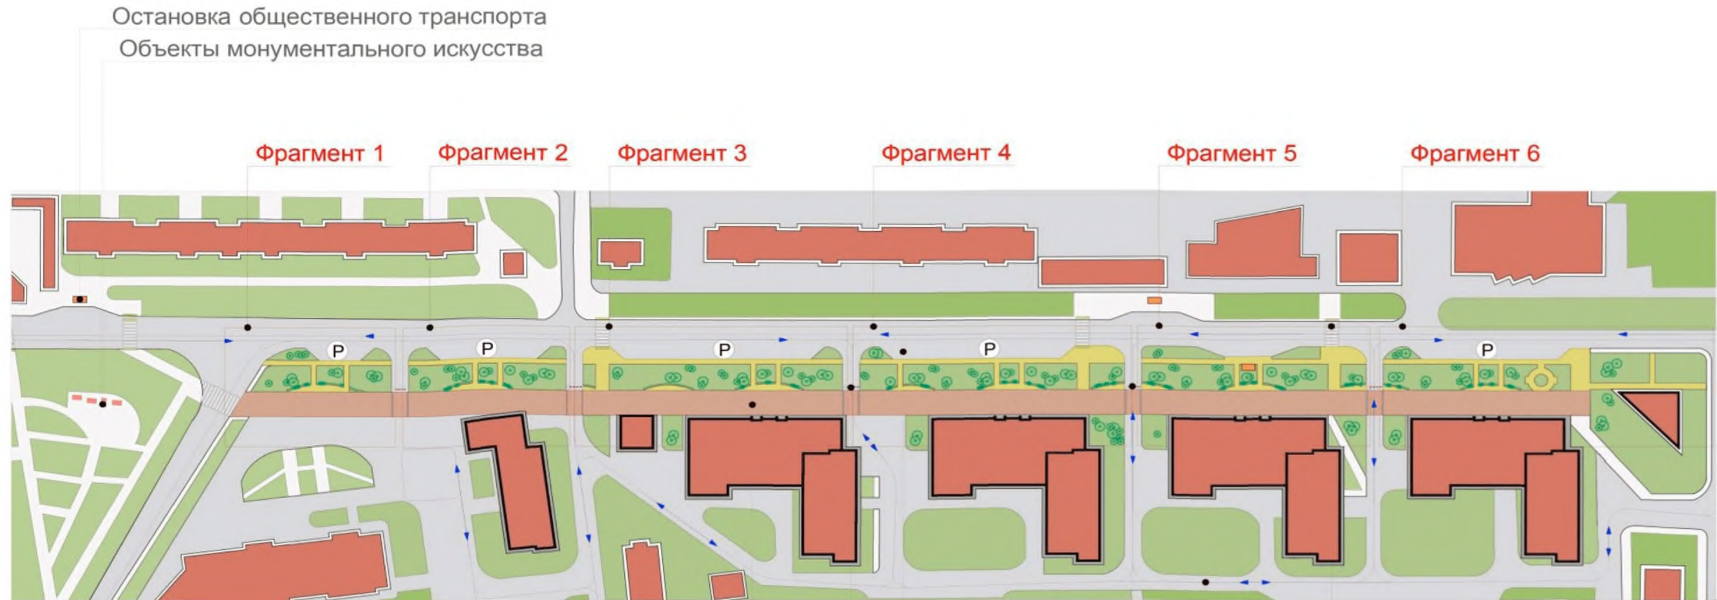 Остановка общественного транспорта
Объекты монументального искусства
Фрагмент 1
Фрагмент 2
Фрагмент 3
Фрагмент 4
Фрагмент 5
Фрагмент 6
P
P
P
P
P